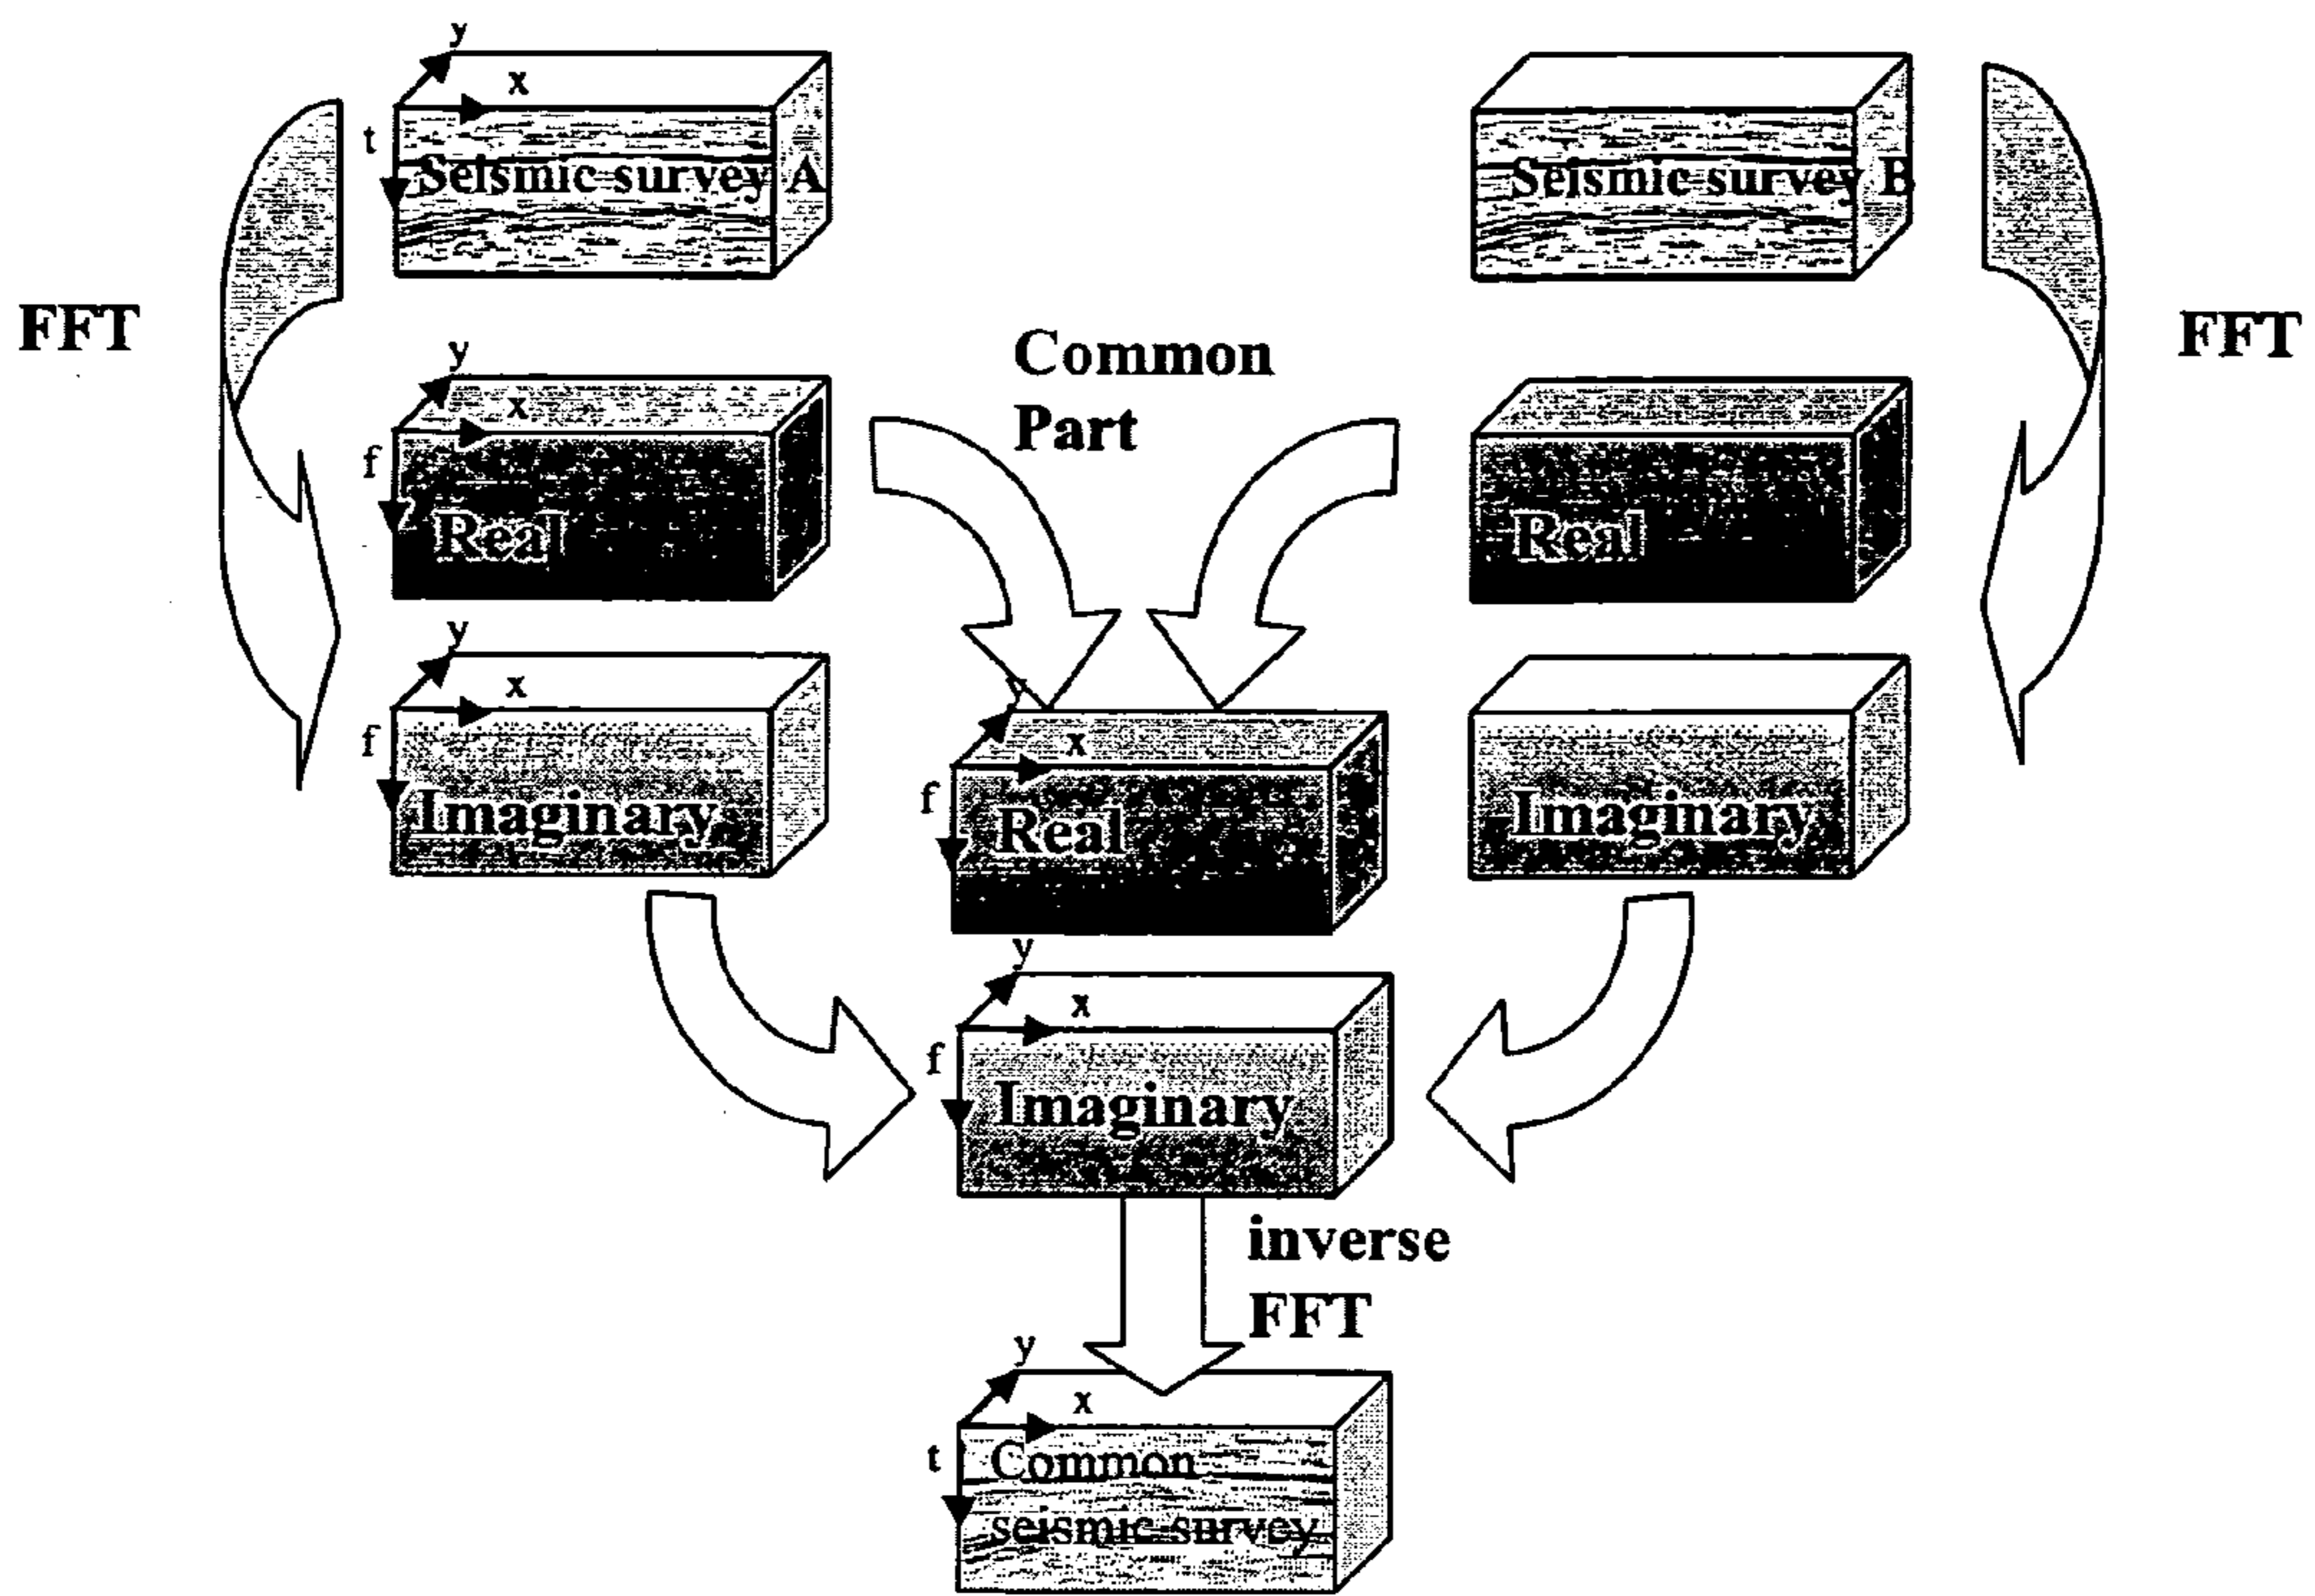 y
x
t
Seismic survey A
Seismic survey B
FFT
FFT
Common
Part
y
x
f
Real
Real
y
x
f
Imaginary
Imaginary
y
x
f
Real
y
x
f
Imaginary
inverse
FFT
y
x
t
Common
seismic survey